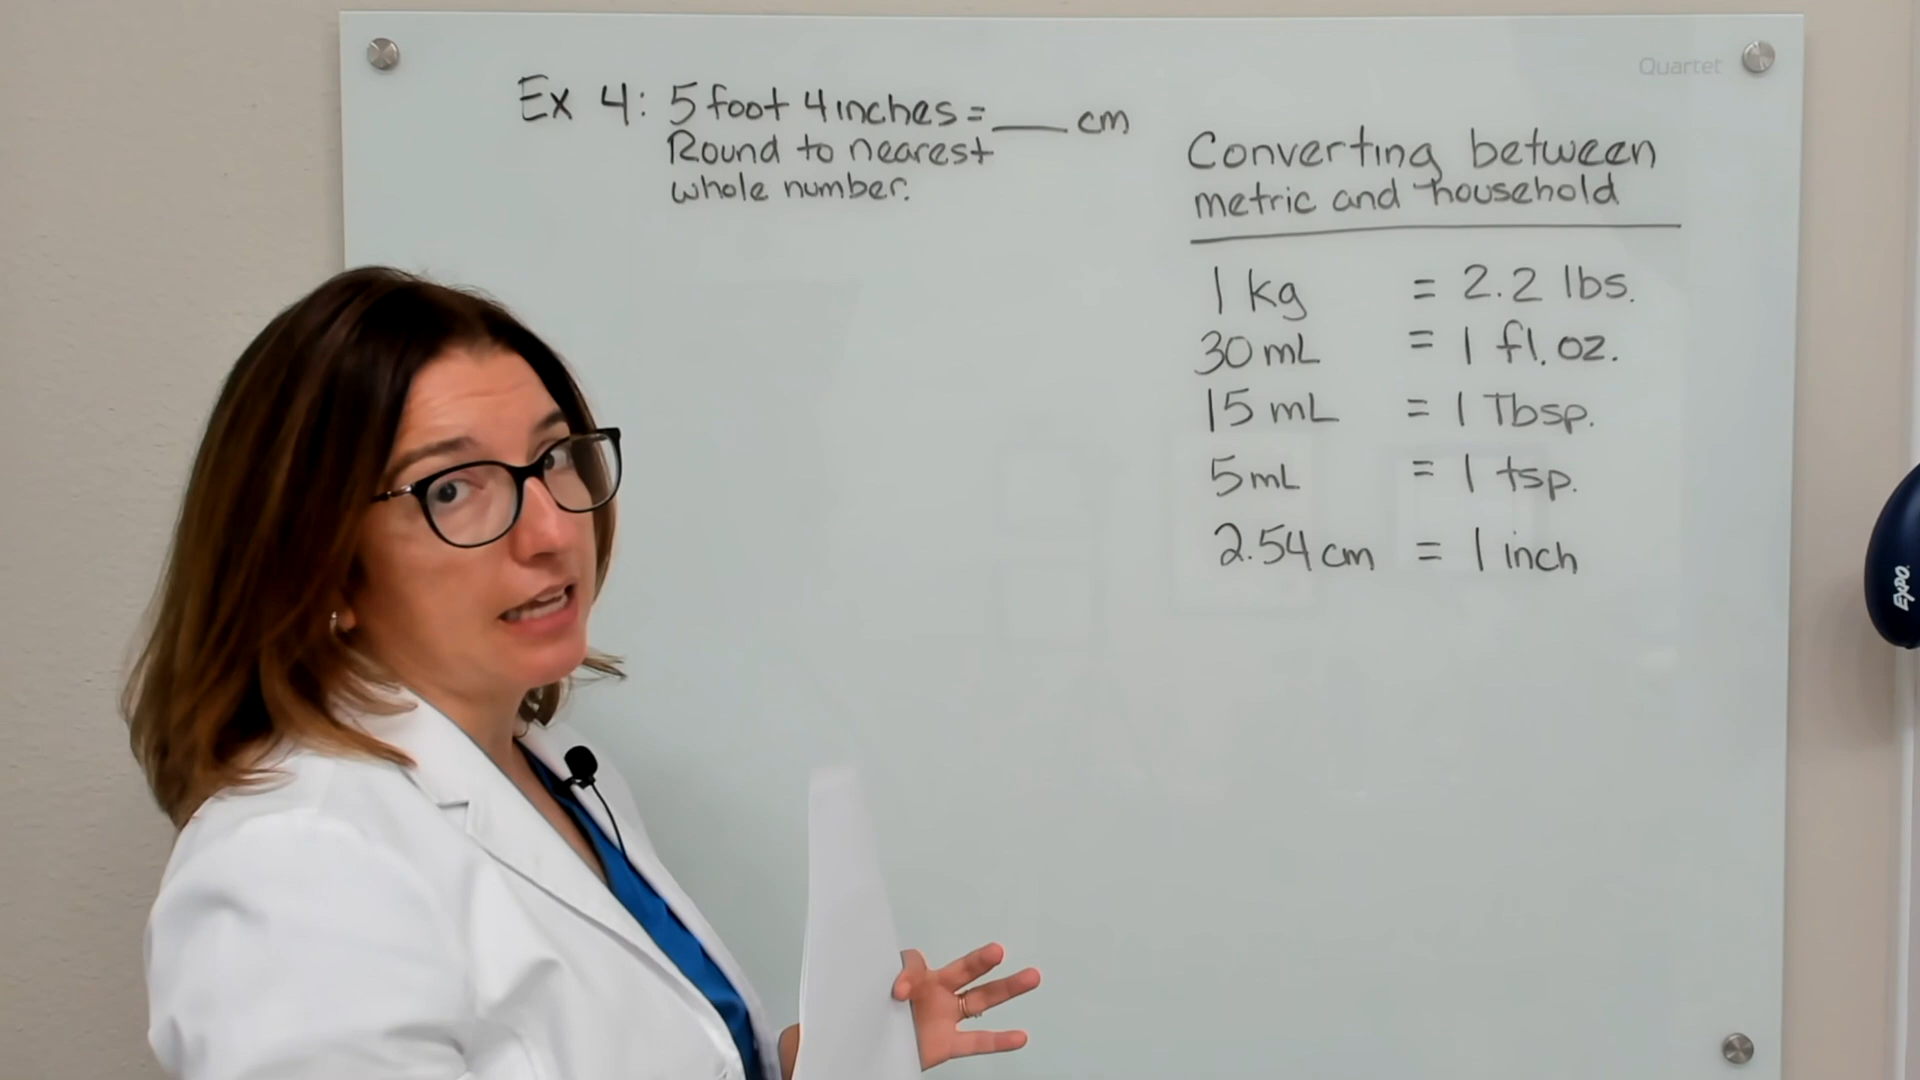 Quartet
Ex 4: 5 foot 4 inches = ___ cm
Round to nearest
whole number.
Converting between
metric and household
1 kg = 2.2 lbs.
30 mL = 1 fl. oz.
15 mL = 1 Tbsp.
5 mL = 1 tsp.
2.54 cm = 1 inch
EXPO